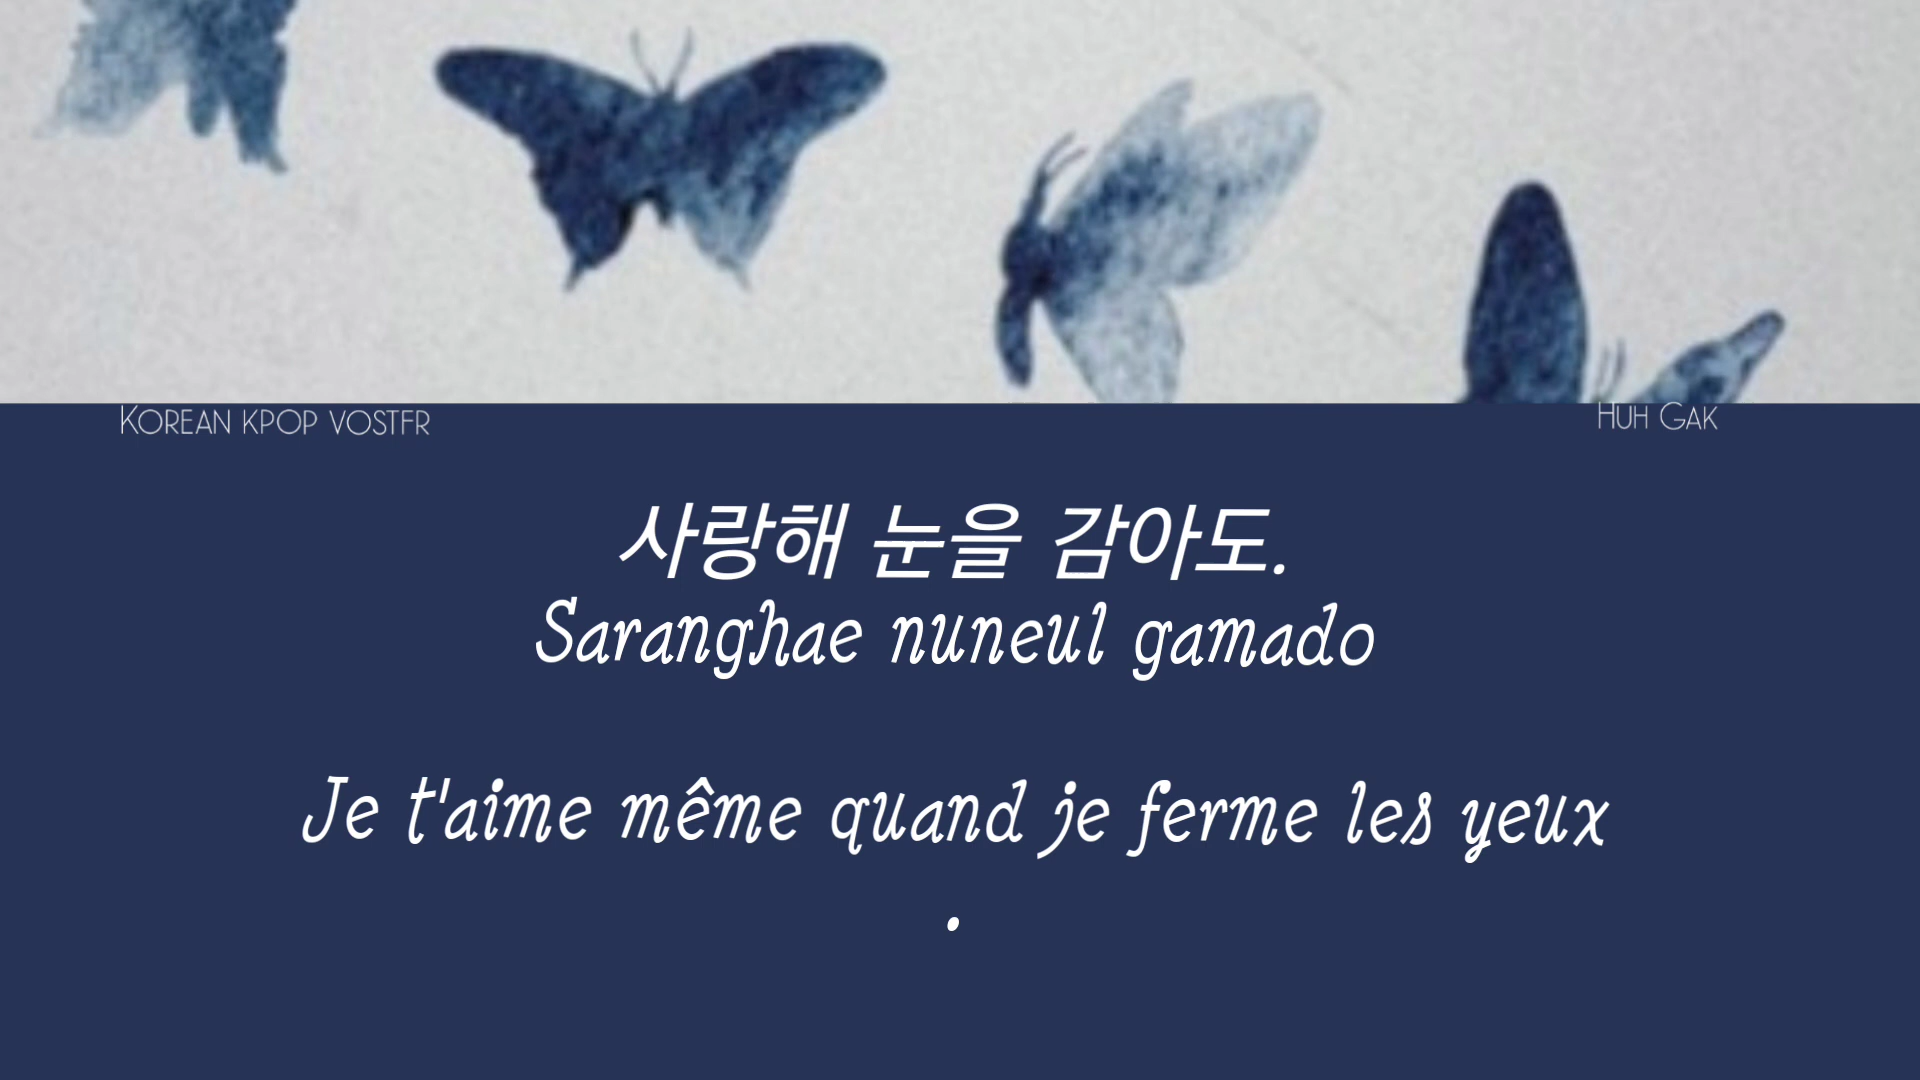 KOREAN KPOP VOSTFR
HUH GAK
사랑해 눈을 감아도.
Saranghae nuneul gamado
Je t'aime même quand je ferme les yeux
.